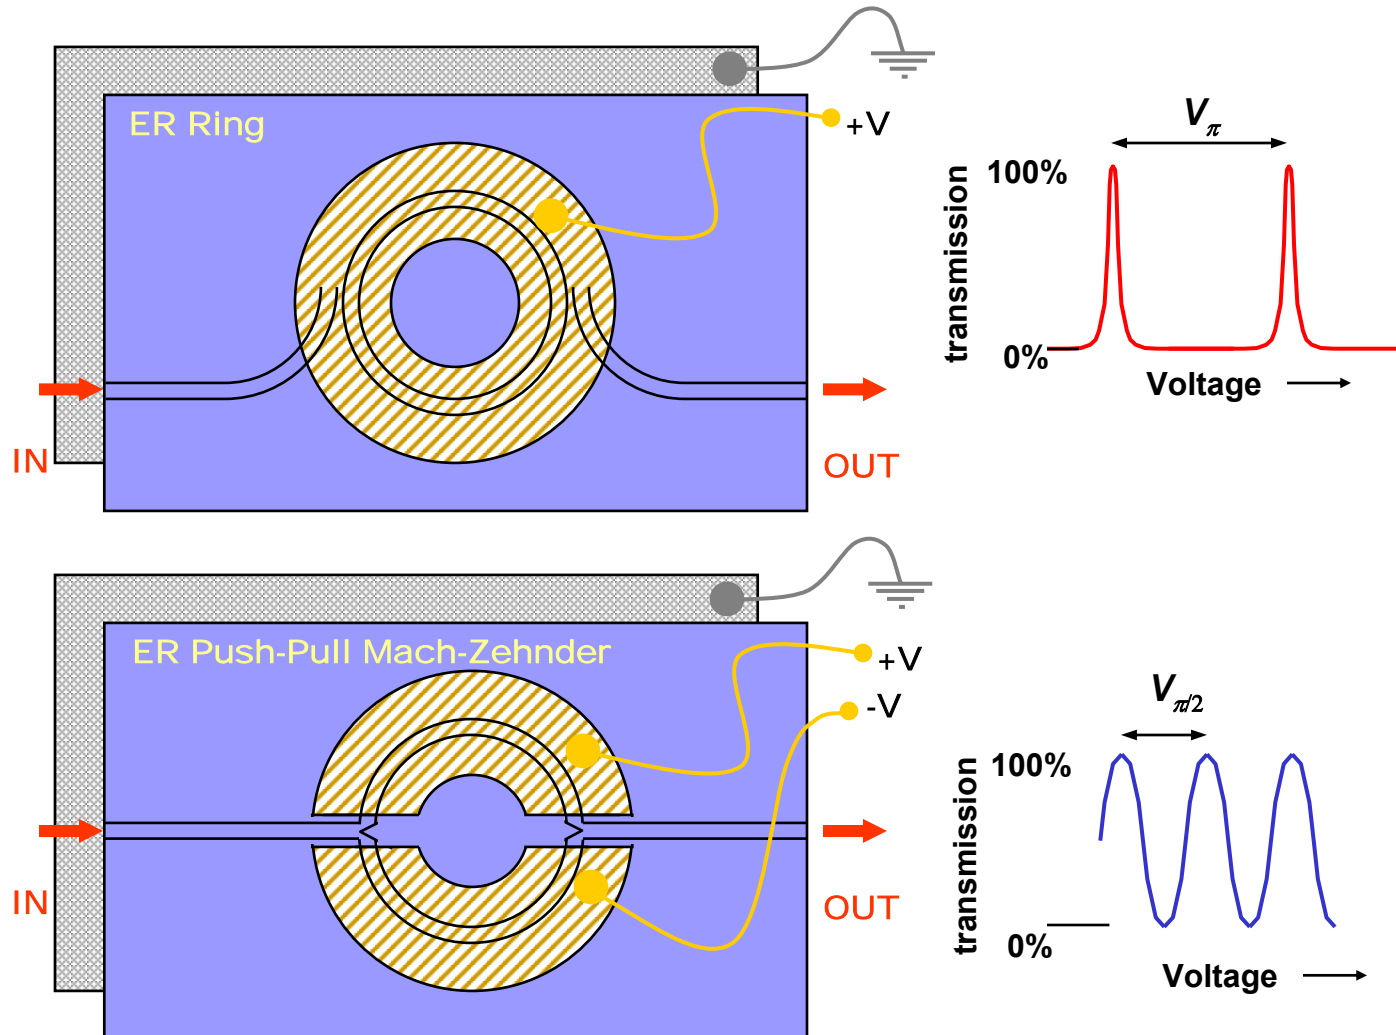 ER Ring
+V
IN
OUT
Vπ
transmission
100%
0%
Voltage
ER Push-Pull Mach-Zehnder
+V
-V
IN
OUT
Vπ/2
transmission
100%
0%
Voltage